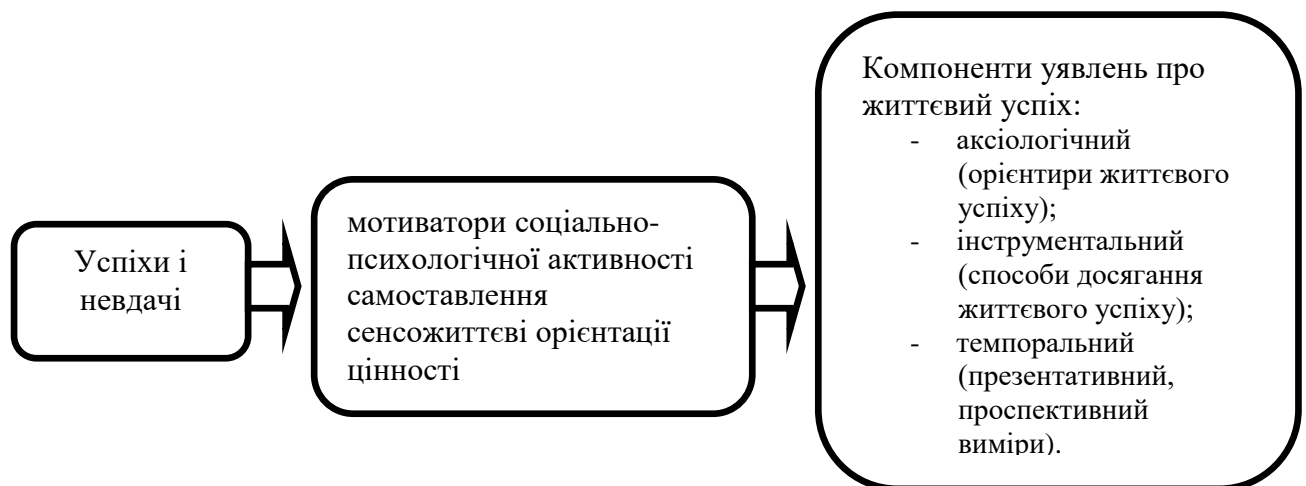 Успіхи і
невдачі
мотиватори соціально-
психологічної активності
самоставлення
сенсожиттєві орієнтації
цінності
Компоненти уявлень про
життєвий успіх:
- аксіологічний
(орієнтири життєвого
успіху);
- інструментальний
(способи досягання
життєвого успіху);
- темпоральний
(презентативний,
проспективний
виміри).